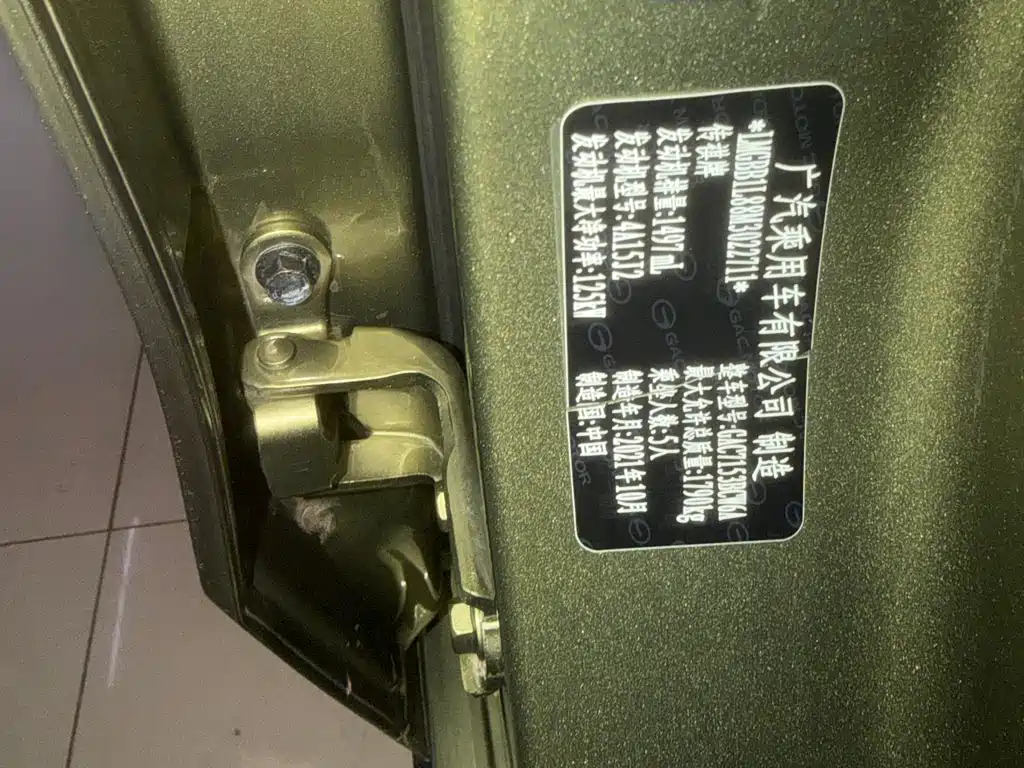 广汽乘用车有限公司 制造
整车型号:
传祺牌 最大允许总质量:1790kg
发动机排量:1497mL 乘坐人数:5人
发动机型号:4A15J2 制造年月:2021年10月
发动机最大净功率:125kW 制造国:中国